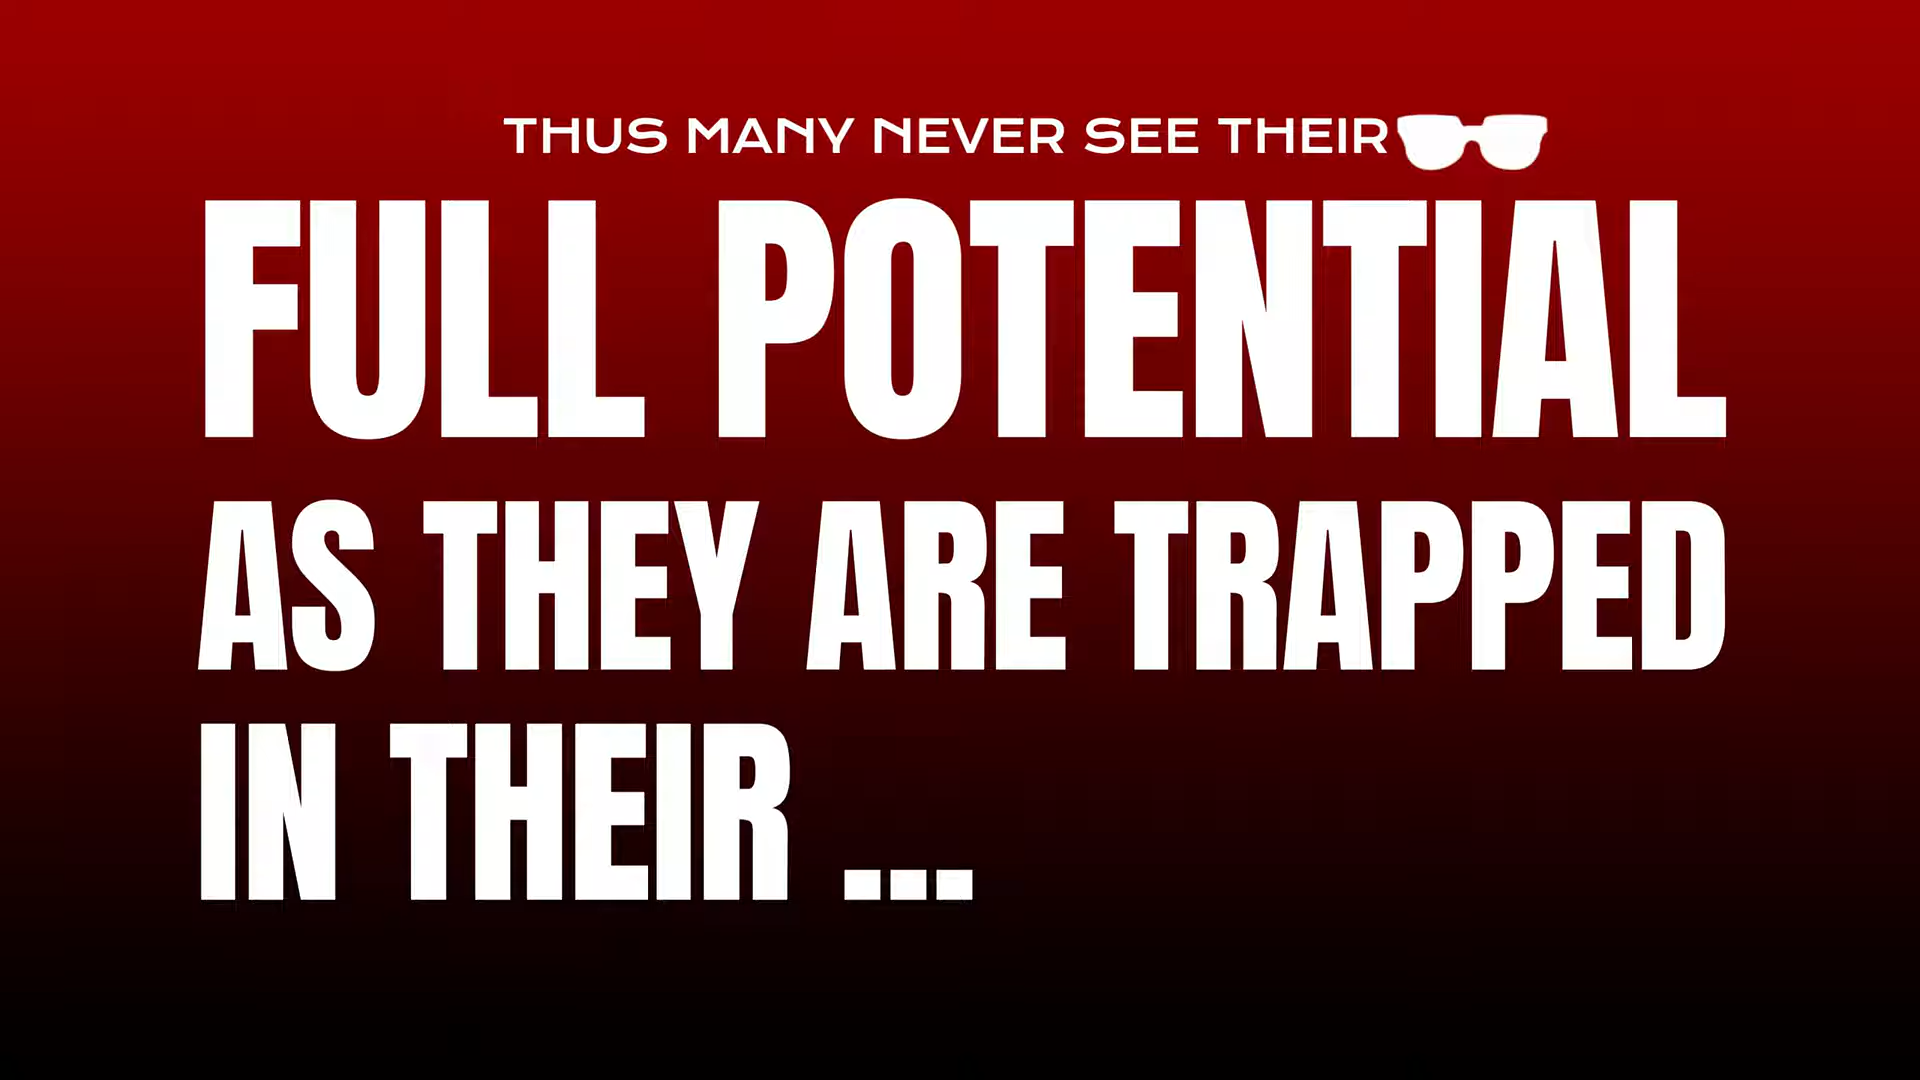 THUS MANY NEVER SEE THEIR
FULL POTENTIAL
AS THEY ARE TRAPPED
IN THEIR ...